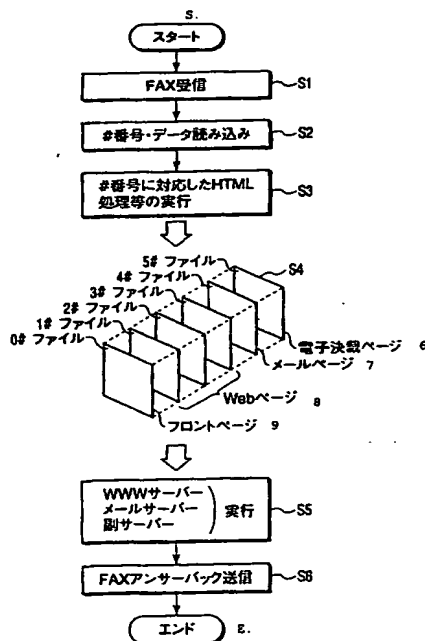 S.
スタート
FAX受信
S1
#番号・データ読み込み
S2
#番号に対応したHTML
処理等の実行
S3
5# ファイル
S4
4# ファイル
3# ファイル
2# ファイル
1# ファイル
0# ファイル
電子決裁ページ 6
メールページ 7
Webページ 8
フロントページ 9
WWWサーバー
メールサーバー
副サーバー
実行
S5
FAXアンサーバック送信
S6
エンド
E.